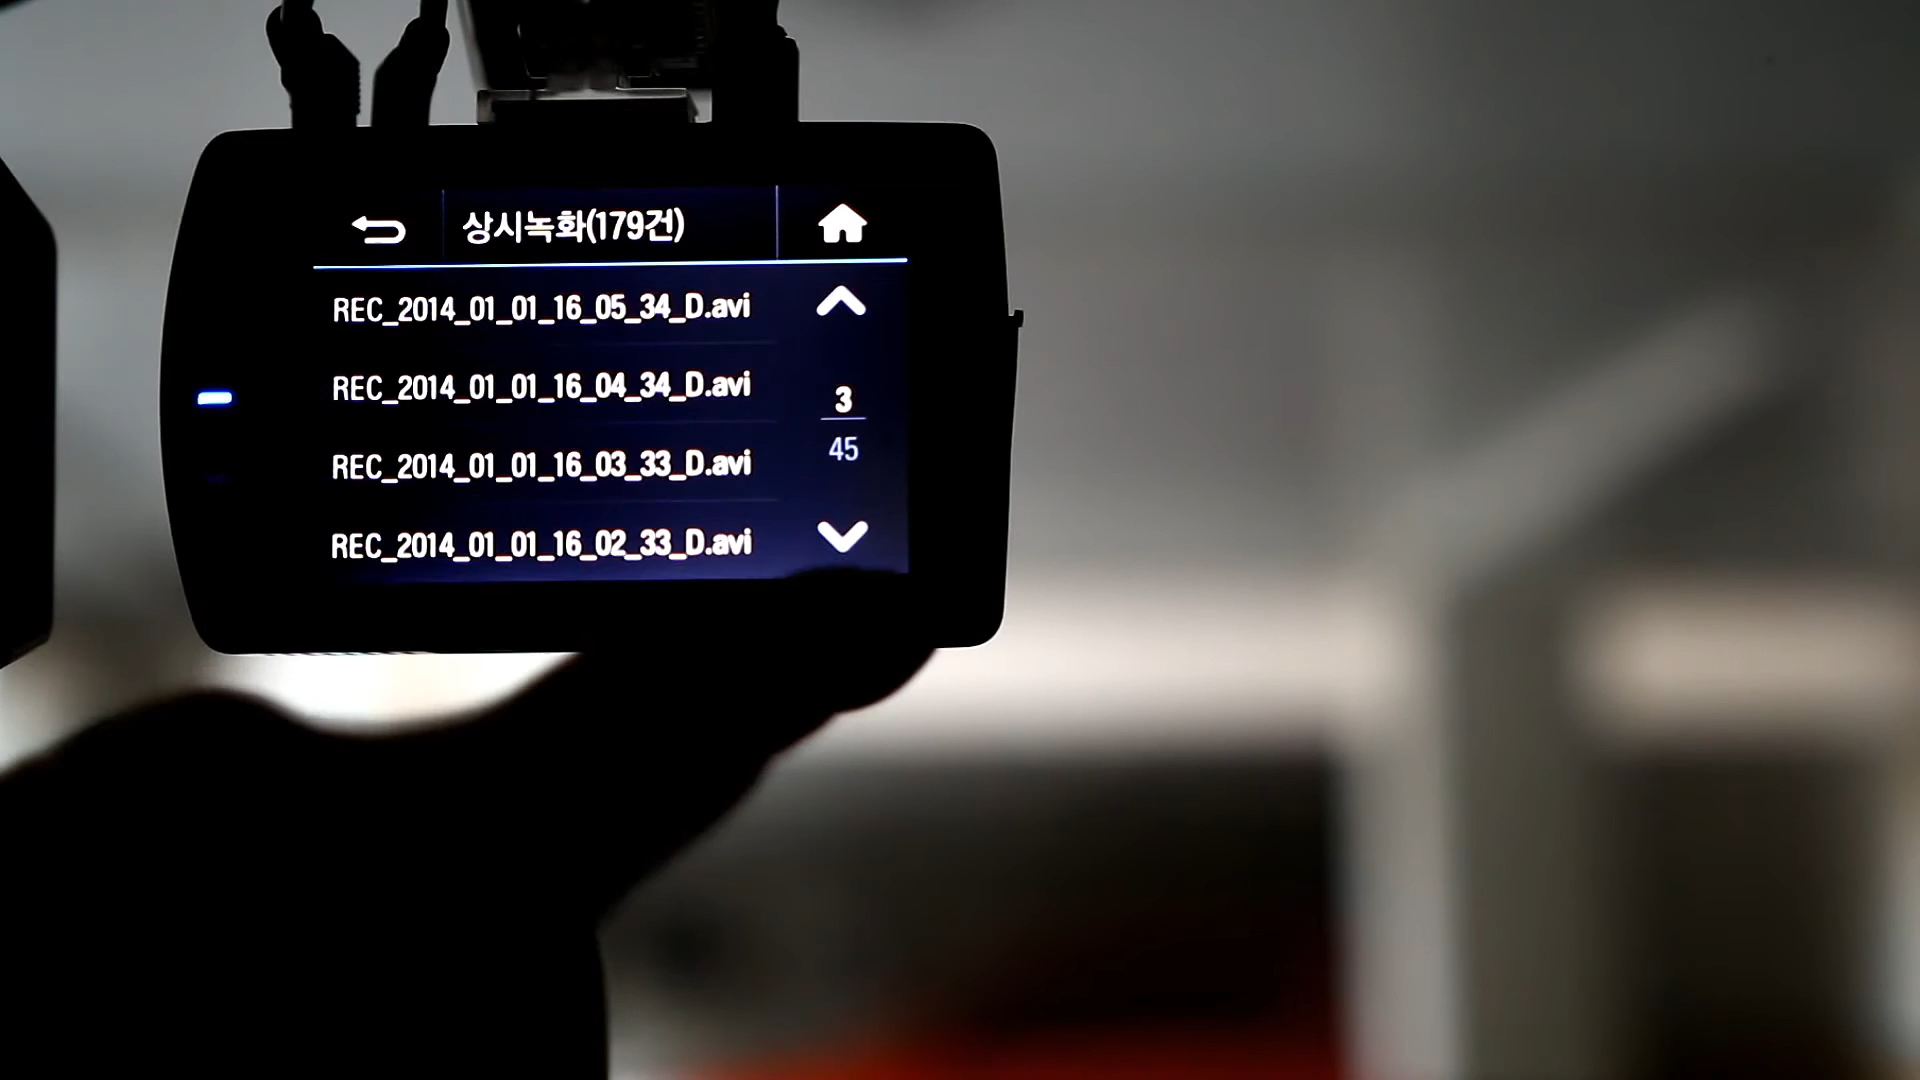 상시녹화(179건)
REC_2014_01_01_16_05_34_D.avi
REC_2014_01_01_16_04_34_D.avi
REC_2014_01_01_16_03_33_D.avi
REC_2014_01_01_16_02_33_D.avi
3
45